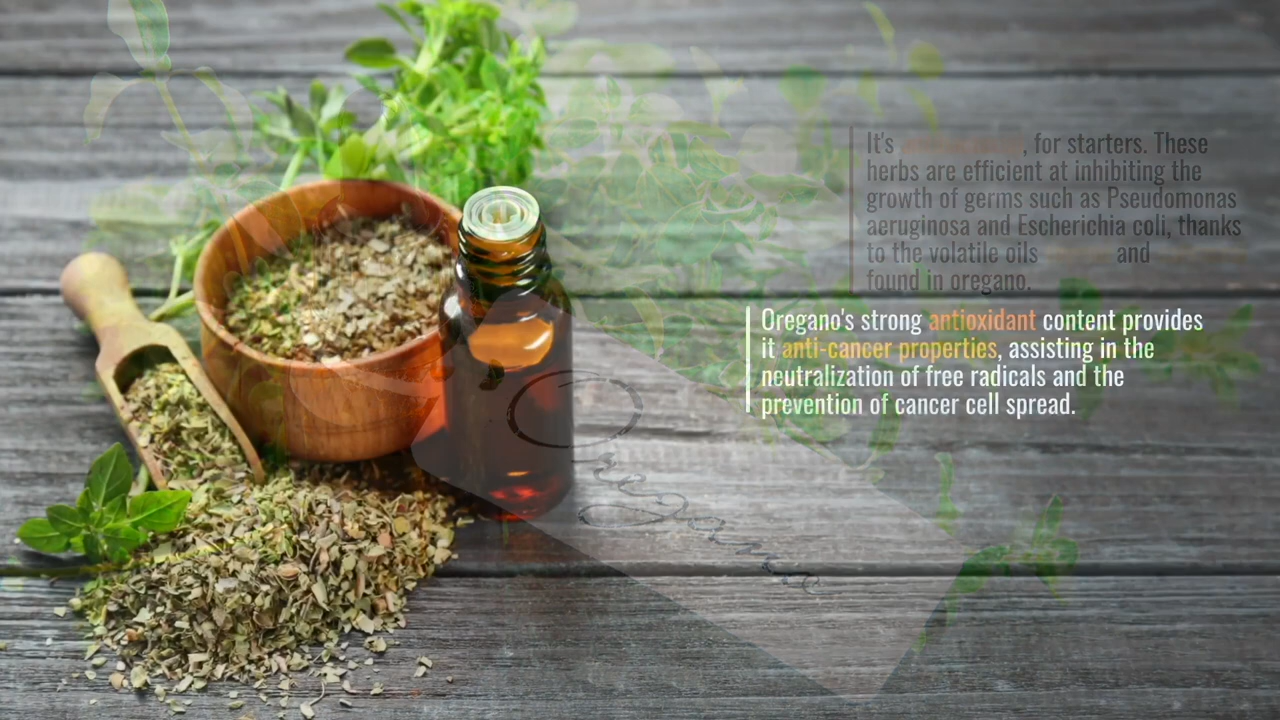 It's , for starters. These
herbs are efficient at inhibiting the
growth of germs such as Pseudomonas
aeruginosa and Escherichia coli, thanks
to the volatile oils and
found in oregano.
Oregano's strong antioxidant content provides
it anti-cancer properties, assisting in the
neutralization of free radicals and the
prevention of cancer cell spread.
Oregano